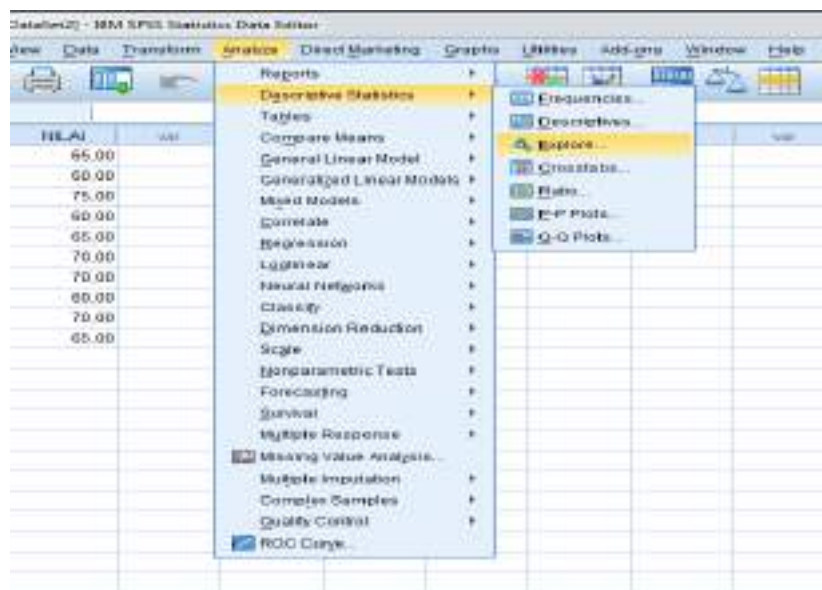 DataSet2] - IBM SPSS Statistics Data Editor
View Data Transform Analyze Direct Marketing Graphs Utilities Add-ons Window Help
NILAI var var
65.00
60.00
75.00
60.00
65.00
70.00
70.00
60.00
70.00
65.00
Reports
Descriptive Statistics
Tables
Compare Means
General Linear Model
Generalized Linear Models
Mixed Models
Correlate
Regression
Loglinear
Neural Networks
Classify
Dimension Reduction
Scale
Nonparametric Tests
Forecasting
Survival
Multiple Response
Missing Value Analysis...
Multiple Imputation
Complex Samples
Quality Control
ROC Curve...
Frequencies...
Descriptives...
Explore...
Crosstabs...
Ratio...
P-P Plots...
Q-Q Plots...